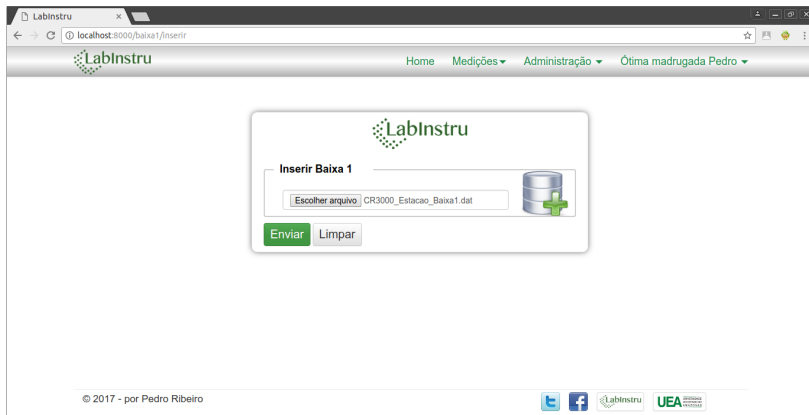 LabInstru
localhost:8000/baixa1/inserir
LabInstru
Home Medições Administração Ótima madrugada Pedro
LabInstru
Inserir Baixa 1
Escolher arquivo CR3000_Estacao_Baixa1.dat
Enviar Limpar
© 2017 - por Pedro Ribeiro
LabInstru UEA